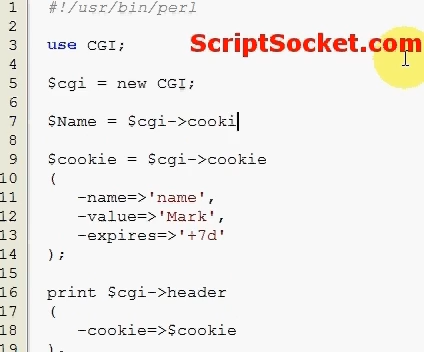 1 #!/usr/bin/perl
2
3 use CGI;
ScriptSocket.com
4
5 $cgi = new CGI;
6
7 $Name = $cgi->cooki
8
9 $cookie = $cgi->cookie
10 (
11 -name=>'name',
12 -value=>'Mark',
13 -expires=>'+7d'
14 );
15
16 print $cgi->header
17 (
18 -cookie=>$cookie
19 );